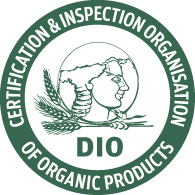 CERTIFICATION & INSPECTION ORGANISATION
DIO
OF ORGANIC PRODUCTS